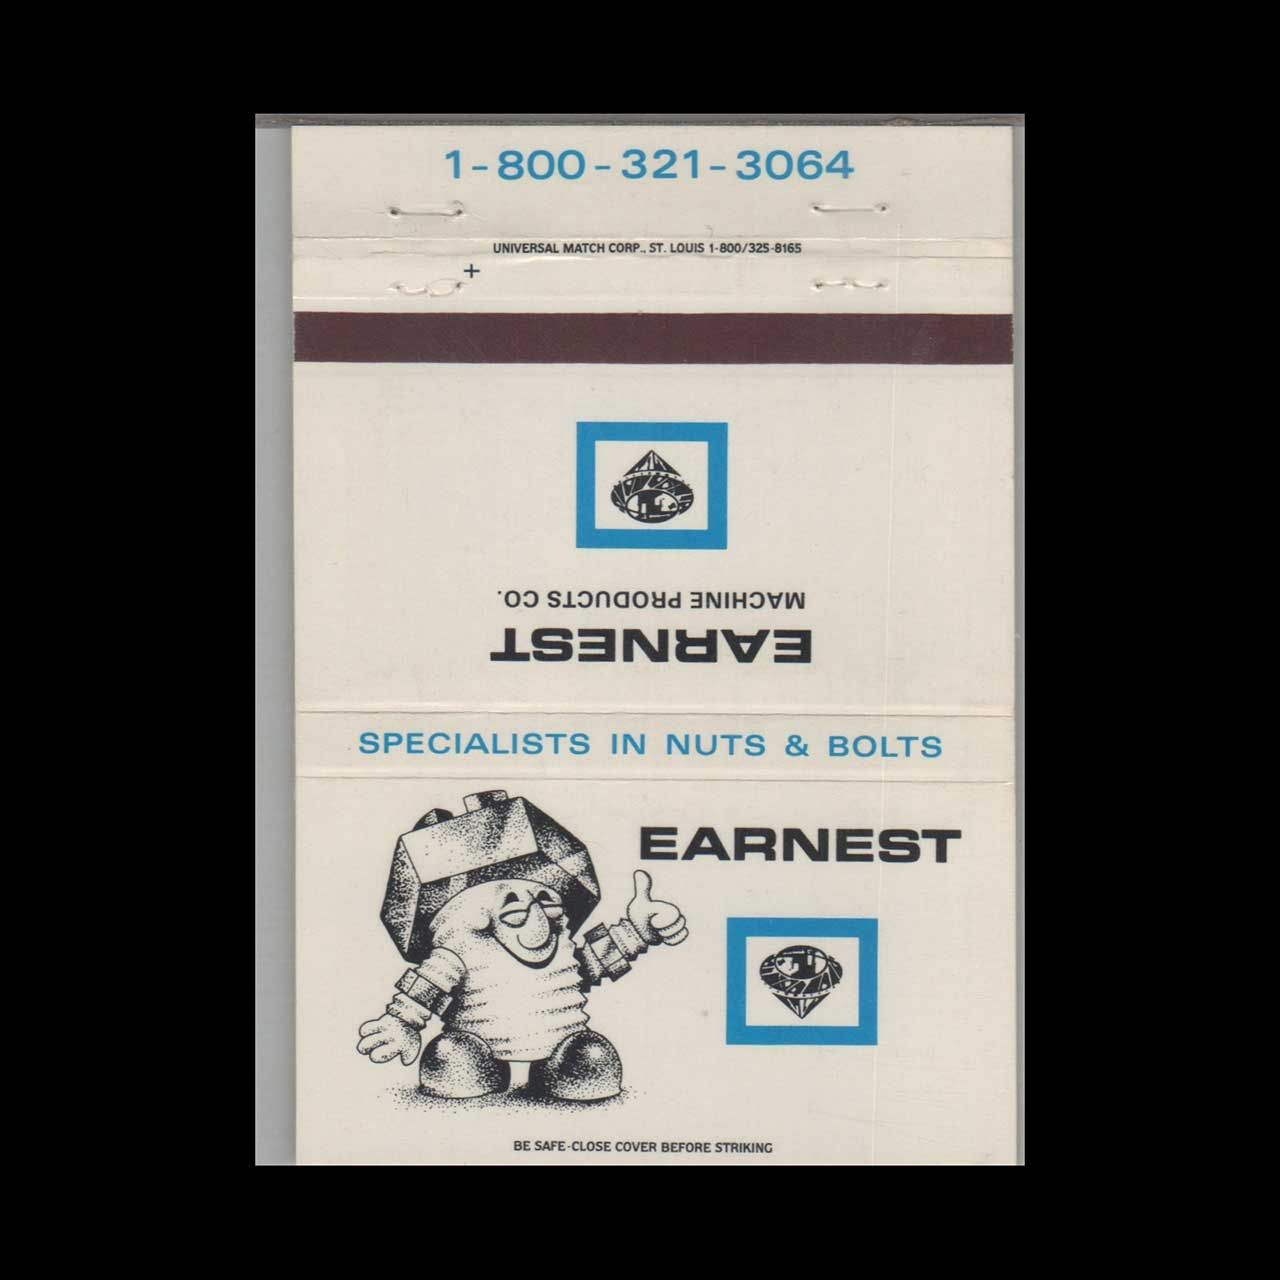 1-800-321-3064
UNIVERSAL MATCH CORP., ST. LOUIS 1-800/325-8165
+
MACHINE PRODUCTS CO.
EARNEST
SPECIALISTS IN NUTS & BOLTS
EARNEST
BE SAFE-CLOSE COVER BEFORE STRIKING